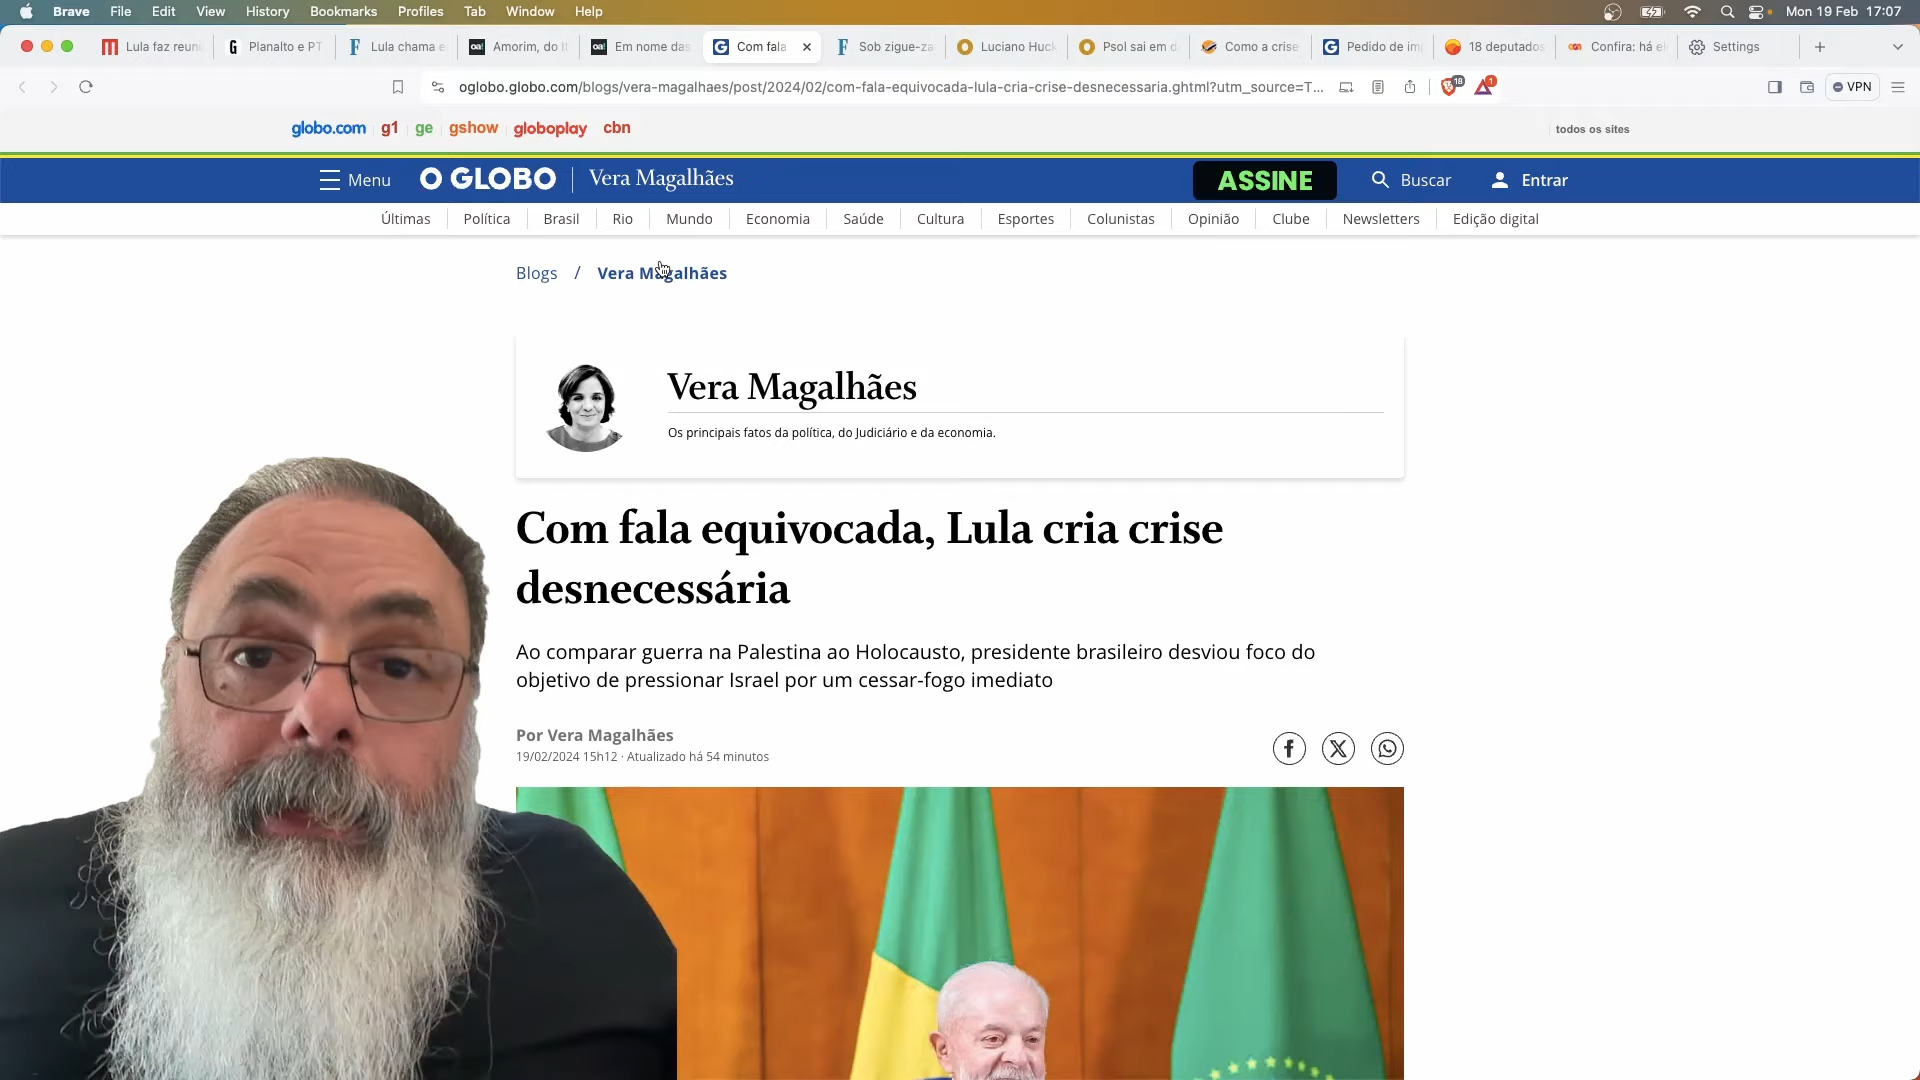 Brave File Edit View History Bookmarks Profiles Tab Window Help Mon 19 Feb 17:07
Lula faz reuni Planalto e PT Lula chama e Amorim, do It Em nome das Com fala Sob zigue-za Luciano Huck Psol sai em d Como a crise Pedido de im 18 deputados Confira: há el Settings
oglobo.globo.com/blogs/vera-magalhaes/post/2024/02/com-fala-equivocada-lula-cria-crise-desnecessaria.ghtml?utm_source=T... 18 1 VPN
globo.com g1 ge gshow globoplay cbn todos os sites
Menu O GLOBO Vera Magalhães ASSINE Buscar Entrar
Últimas Política Brasil Rio Mundo Economia Saúde Cultura Esportes Colunistas Opinião Clube Newsletters Edição digital
Blogs / Vera Magalhães
Vera Magalhães
Os principais fatos da política, do Judiciário e da economia.
Com fala equivocada, Lula cria crise
desnecessária
Ao comparar guerra na Palestina ao Holocausto, presidente brasileiro desviou foco do
objetivo de pressionar Israel por um cessar-fogo imediato
Por Vera Magalhães
19/02/2024 15h12 · Atualizado há 54 minutos